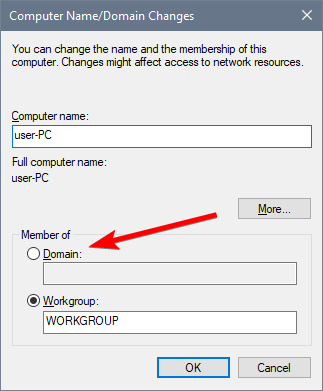 Computer Name/Domain Changes
You can change the name and the membership of this
computer. Changes might affect access to network resources.
Computer name:
user-PC
Full computer name:
user-PC
More...
Member of
Domain:
Workgroup:
WORKGROUP
OK
Cancel